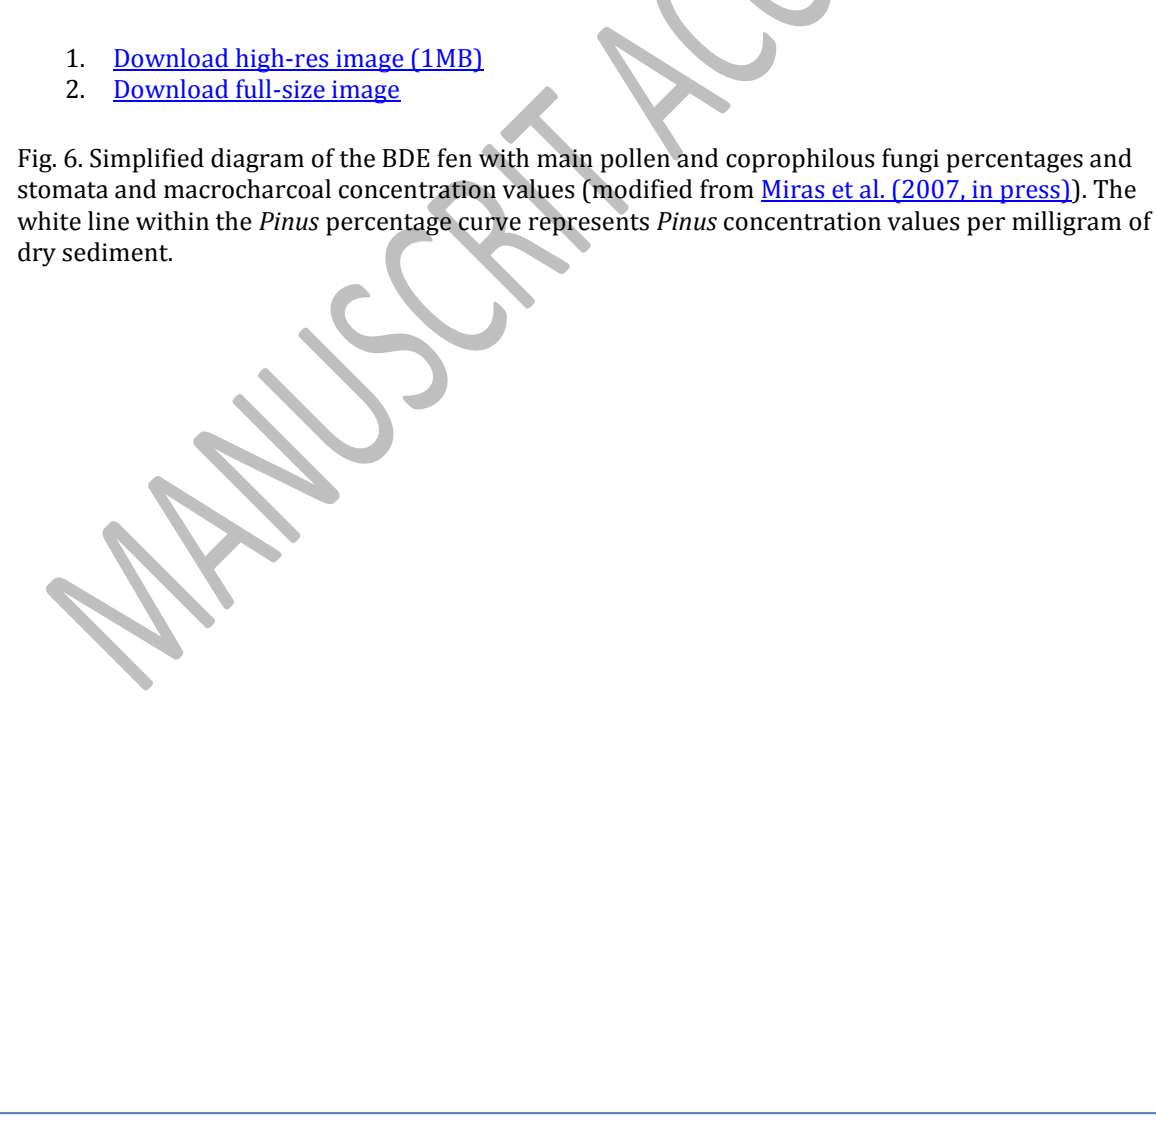 1. Download high-res image (1MB)
2. Download full-size image
Fig. 6. Simplified diagram of the BDE fen with main pollen and coprophilous fungi percentages and
stomata and macrocharcoal concentration values (modified from Miras et al. (2007, in press)). The
white line within the Pinus percentage curve represents Pinus concentration values per milligram of
dry sediment.
MANUSCRIT AC